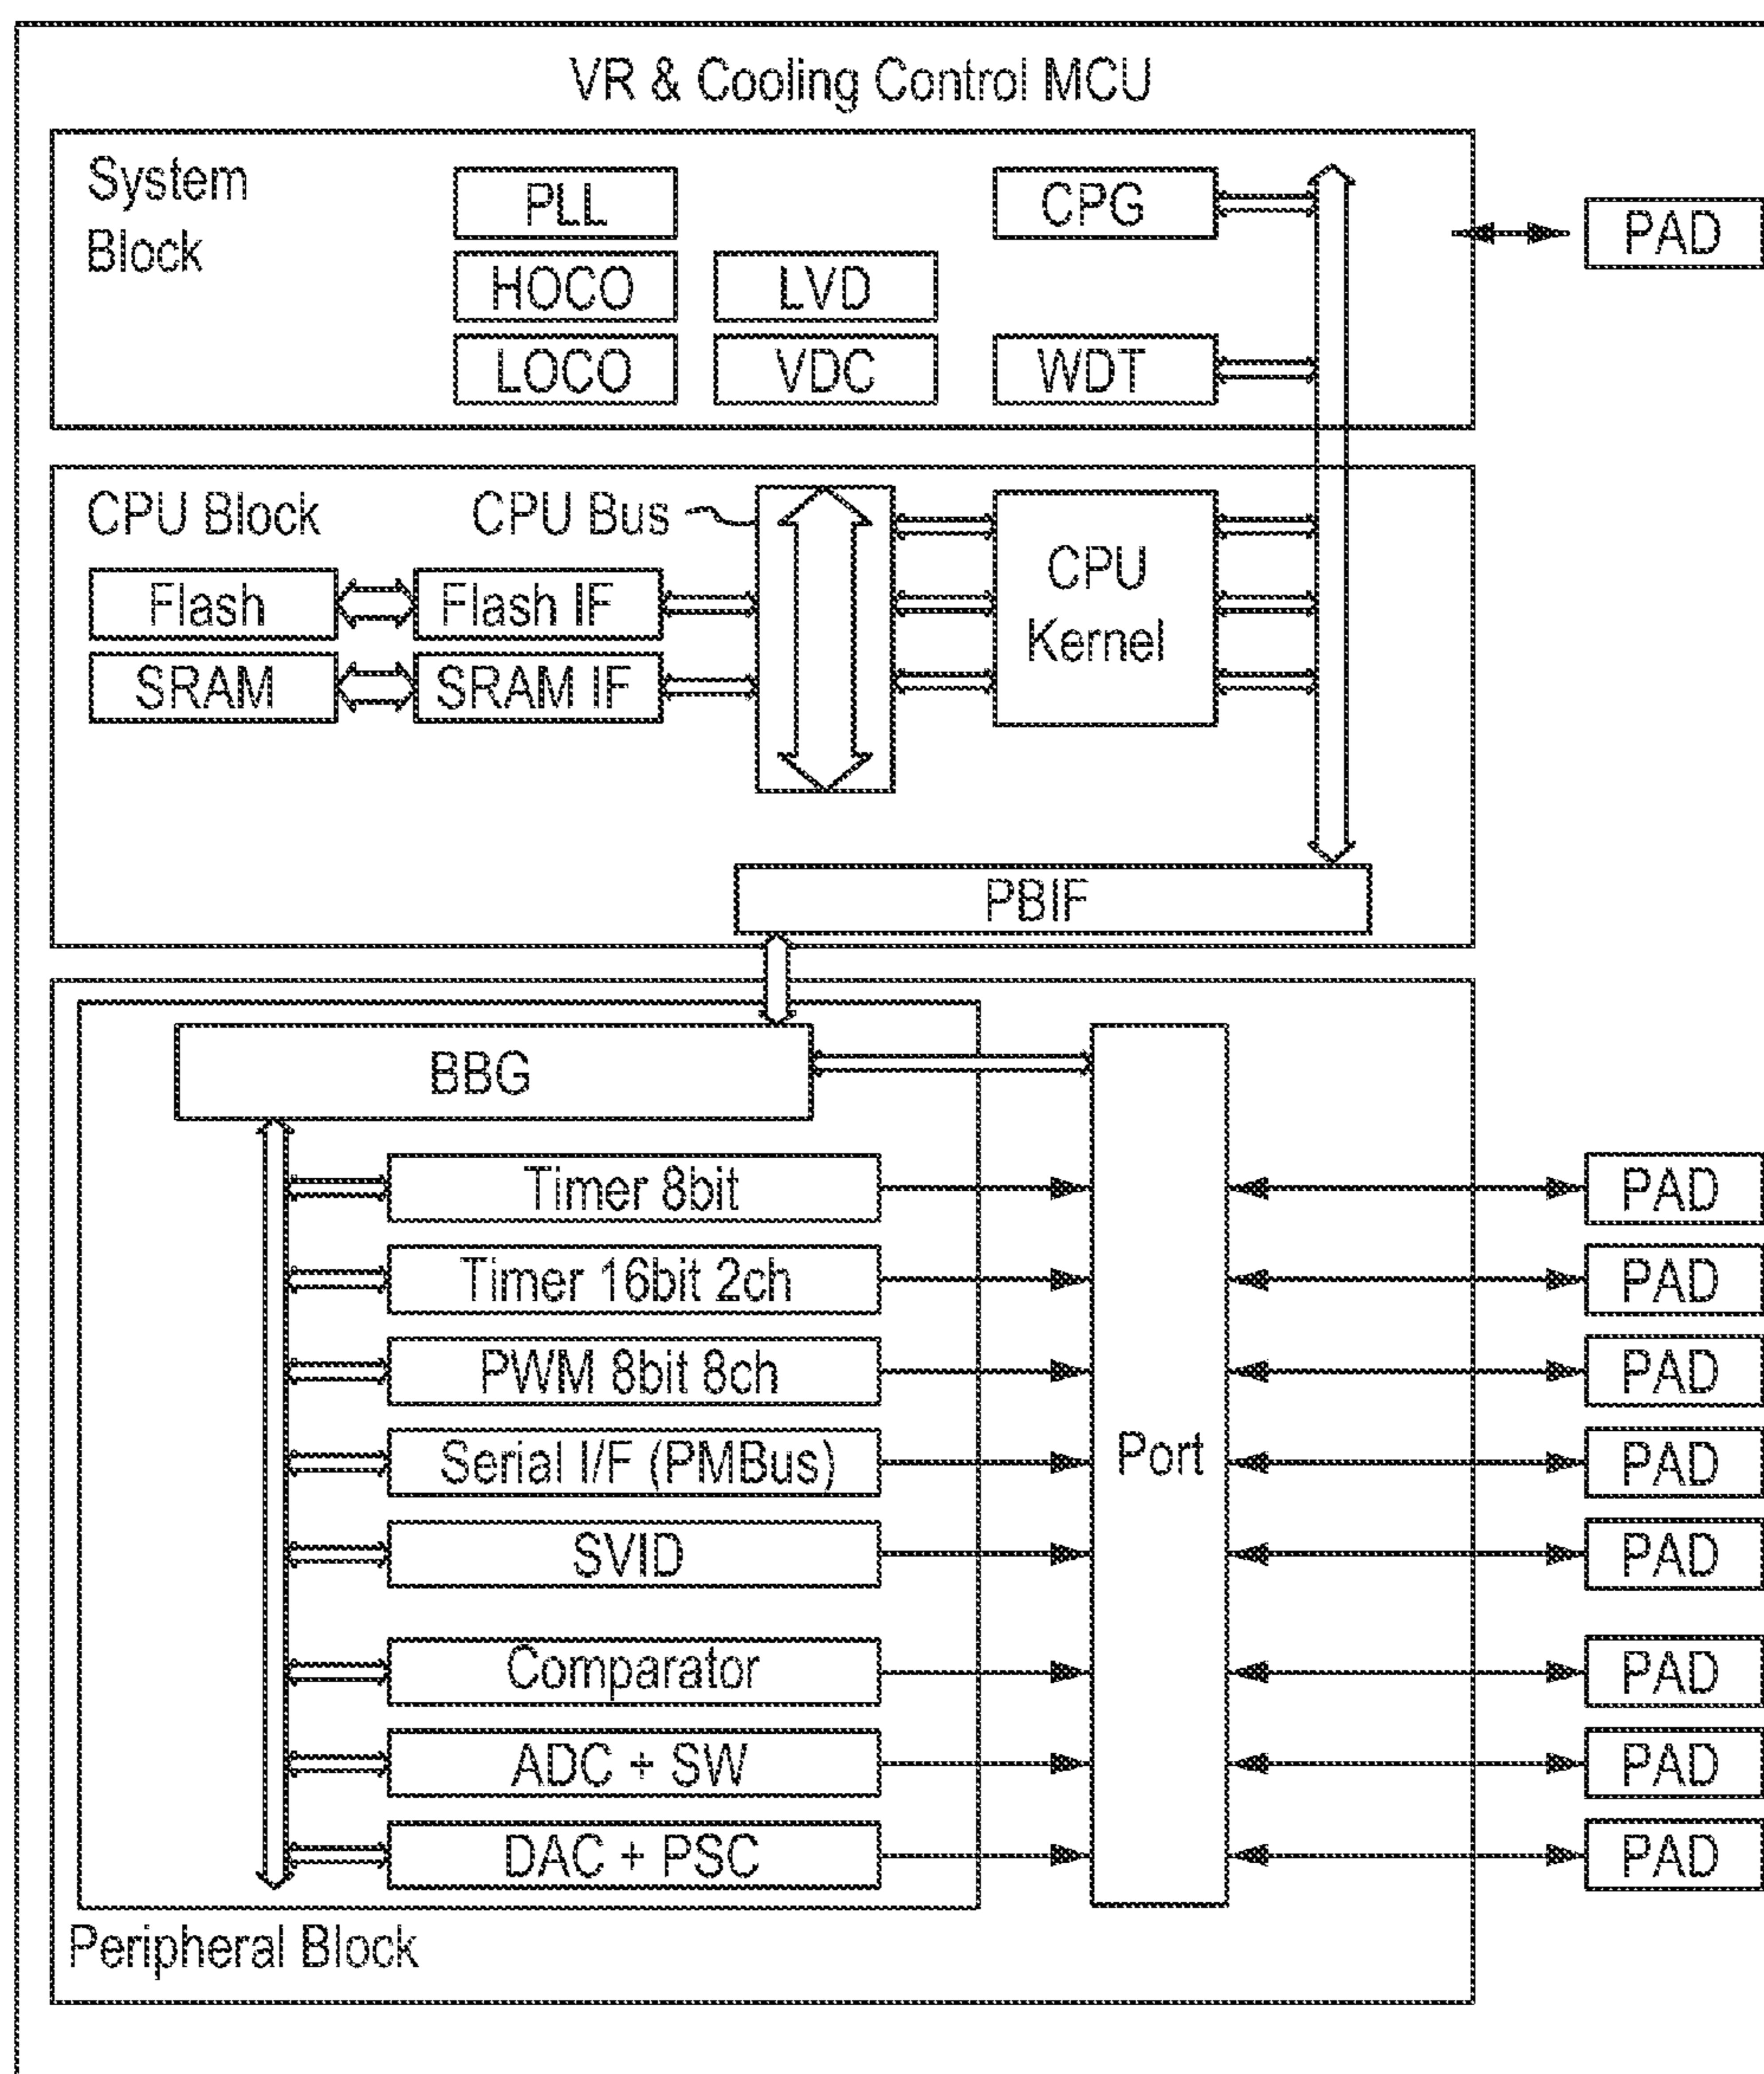 VR & Cooling Control MCU
System
Block
PLL
CPG
PAD
HOCO
LVD
LOCO
VDC
WDT
CPU Block
CPU Bus
CPU
Kernel
Flash
Flash IF
SRAM
SRAM IF
PBIF
BBG
Timer 8bit
PAD
Timer 16bit 2ch
PAD
PWM 8bit 8ch
PAD
Port
Serial I/F (PMBus)
PAD
SVID
PAD
Comparator
PAD
ADC + SW
PAD
DAC + PSC
PAD
Peripheral Block